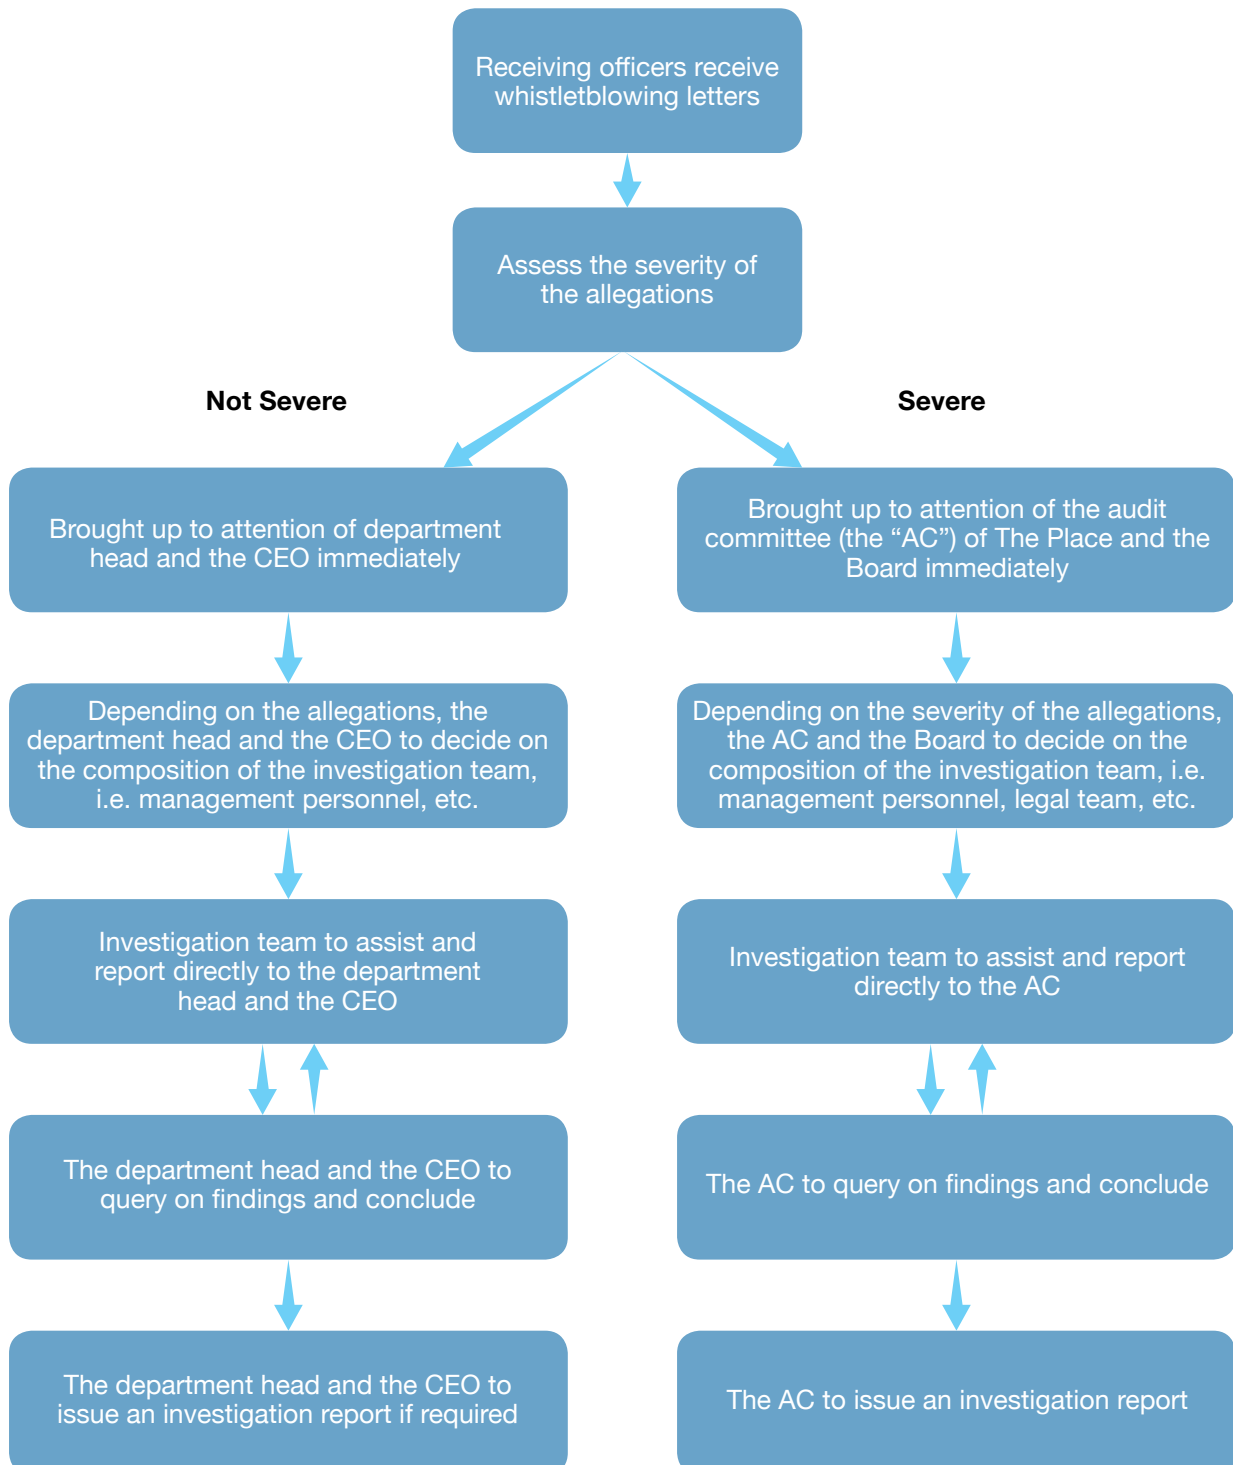 Receiving officers receive
whistletblowing letters
Assess the severity of
the allegations
Not Severe
Severe
Brought up to attention of department
head and the CEO immediately
Brought up to attention of the audit
committee (the “AC”) of The Place and the
Board immediately
Depending on the allegations, the
department head and the CEO to decide on
the composition of the investigation team,
i.e. management personnel, etc.
Depending on the severity of the allegations,
the AC and the Board to decide on the
composition of the investigation team, i.e.
management personnel, legal team, etc.
Investigation team to assist and
report directly to the department
head and the CEO
Investigation team to assist and report
directly to the AC
The department head and the CEO to
query on findings and conclude
The AC to query on findings and conclude
The department head and the CEO to
issue an investigation report if required
The AC to issue an investigation report